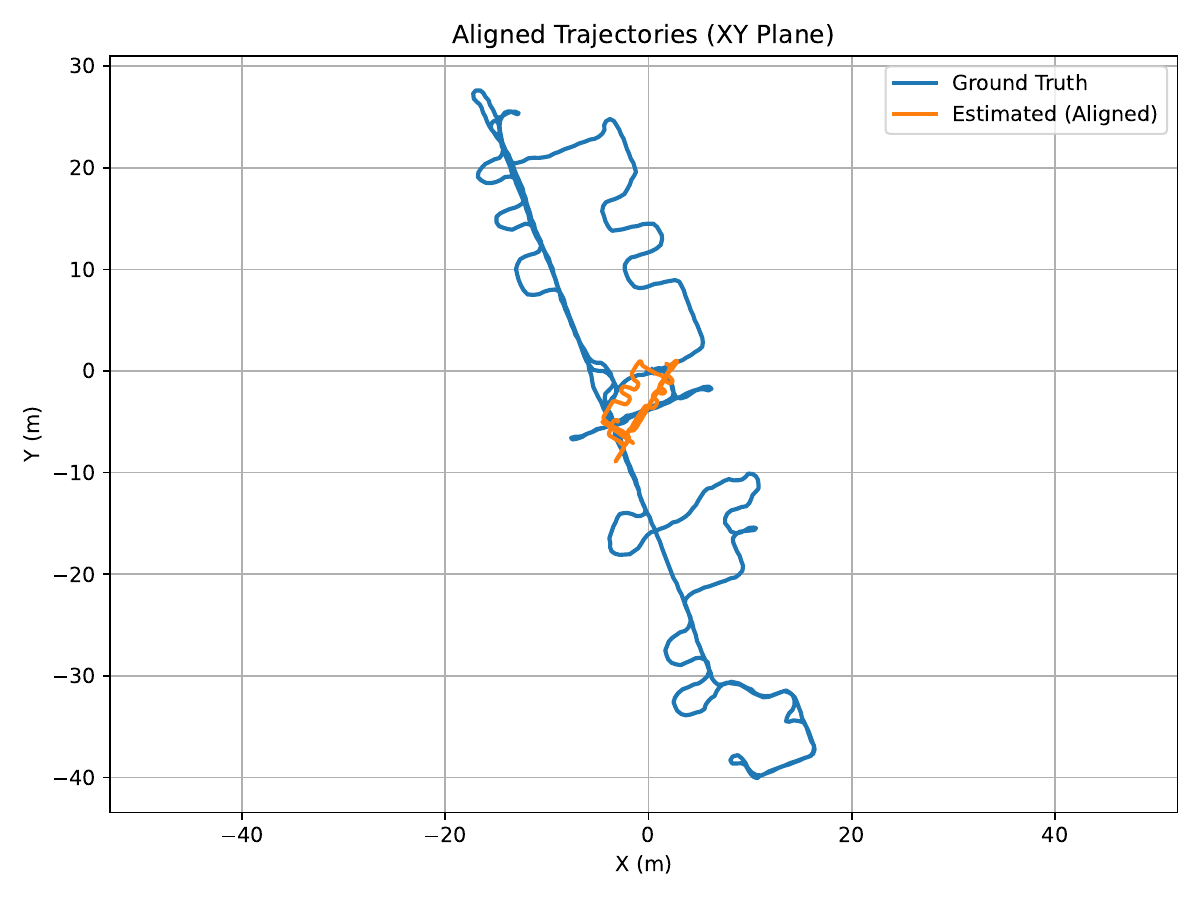 Aligned Trajectories (XY Plane)
Ground Truth
Estimated (Aligned)
30
20
10
0
−10
−20
−30
−40
Y (m)
−40 −20 0 20 40
X (m)